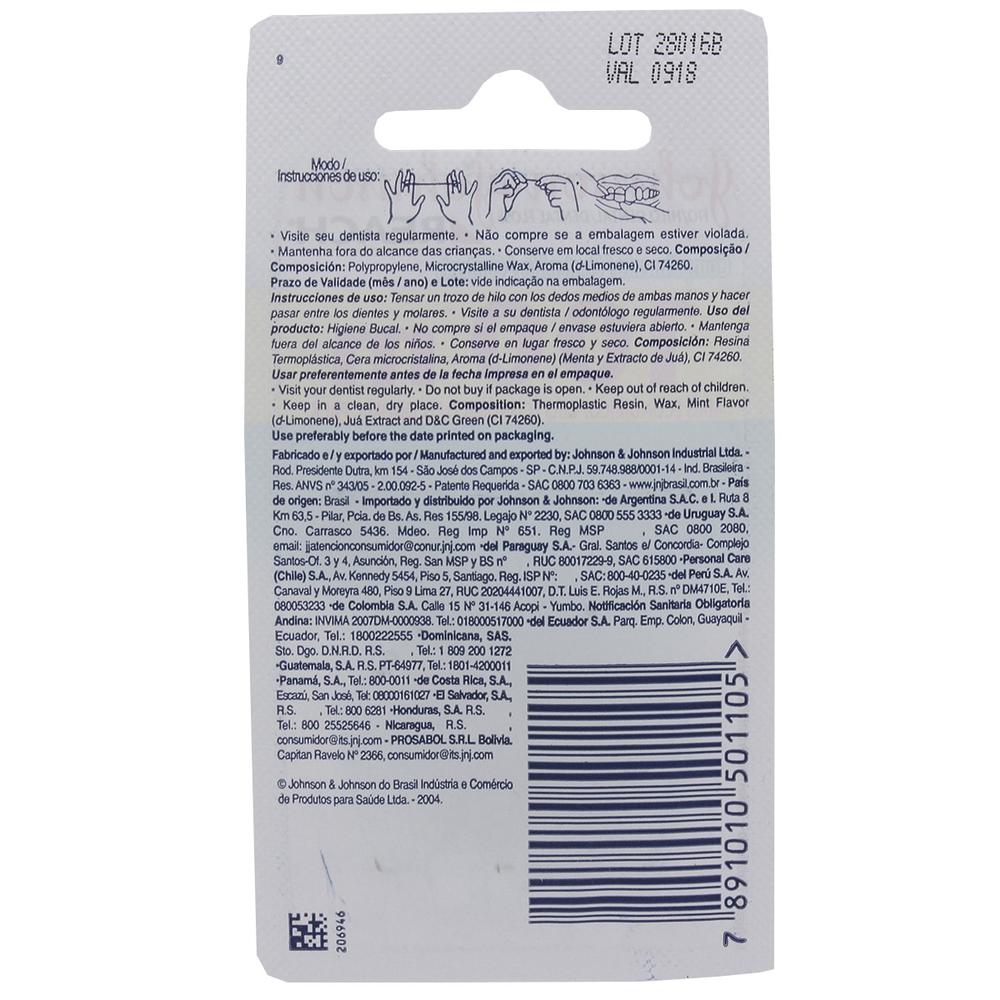 LOT 28016B
VAL 0918
9
Modo /
Instrucciones de uso:
• Visite seu dentista regularmente. • Não compre se a embalagem estiver violada.
• Mantenha fora do alcance das crianças. • Conserve em local fresco e seco. Composição /
Composición: Polypropylene, Microcrystalline Wax, Aroma (d-Limonene), CI 74260.
Prazo de Validade (mês / ano) e Lote: vide indicação na embalagem.
Instrucciones de uso: Tensar un trozo de hilo con los dedos medios de ambas manos y hacer
pasar entre los dientes y molares. • Visite a su dentista / odontólogo regularmente. Uso del
producto: Higiene Bucal. • No compre si el empaque / envase estuviera abierto. • Mantenga
fuera del alcance de los niños. • Conserve en lugar fresco y seco. Composición: Resina
Termoplástica, Cera microcristalina, Aroma (d-Limonene) (Menta y Extracto de Juá), CI 74260.
Usar preferentemente antes de la fecha impresa en el empaque.
• Visit your dentist regularly. • Do not buy if package is open. • Keep out of reach of children.
• Keep in a clean, dry place. Composition: Thermoplastic Resin, Wax, Mint Flavor
(d-Limonene), Juá Extract and D&C Green (CI 74260).
Use preferably before the date printed on packaging.
Fabricado e / y exportado por / Manufactured and exported by: Johnson & Johnson Industrial Ltda. -
Rod. Presidente Dutra, km 154 - São José dos Campos - SP - C.N.P.J. 59.748.988/0001-14 - Ind. Brasileira -
Res. ANVS nº 343/05 - 2.00.092-5 - Patente Requerida - SAC 0800 703 6363 - www.jnjbrasil.com.br - País
de origen: Brasil - Importado y distribuido por Johnson & Johnson: •de Argentina S.A.C. e I. Ruta 8
Km 63,5 - Pilar, Pcia. de Bs. As. Res 155/98. Legajo Nº 2230, SAC 0800 555 3333 •de Uruguay S.A.
Cno. Carrasco 5436. Mdeo. Reg Imp Nº 651. Reg MSP , SAC 0800 2080,
email: jjatencionconsumidor@conur.jnj.com •del Paraguay S.A.- Gral. Santos e/ Concordia- Complejo
Santos-Of. 3 y 4, Asunción, Reg. San MSP y BS nº , RUC 80017229-9, SAC 615800 •Personal Care
(Chile) S.A., Av. Kennedy 5454, Piso 5, Santiago. Reg. ISP Nº: , SAC: 800-40-0235 •del Perú S.A. Av.
Canaval y Moreyra 480, Piso 9 Lima 27, RUC 20204441007, D.T. Luis E. Rojas M., R.S. nº DM4710E, Tel.:
080053233 •de Colombia S.A. Calle 15 Nº 31-146 Acopi - Yumbo. Notificación Sanitaria Obligatoria
Andina: INVIMA 2007DM-0000938. Tel.: 018000517000 •del Ecuador S.A. Parq. Emp. Colon, Guayaquil -
Ecuador, Tel.: 1800222555 •Dominicana, SAS.
Sto. Dgo. D.N.R.D. R.S. , Tel.: 1 809 200 1272
•Guatemala, S.A. R.S. PT-64977, Tel.: 1801-4200011
•Panamá, S.A., Tel.: 800-0011 •de Costa Rica, S.A.,
Escazú, San José, Tel: 08000161027 •El Salvador, S.A.,
R.S. , Tel.: 800 6281 •Honduras, S.A. R.S. ,
Tel.: 800 25525646 - Nicaragua, R.S. ,
consumidor@its.jnj.com - PROSABOL S.R.L. Bolivia.
Capitan Ravelo Nº 2366, consumidor@its.jnj.com
© Johnson & Johnson do Brasil Indústria e Comércio
de Produtos para Saúde Ltda. - 2004.
206946
7 891010 501105 >